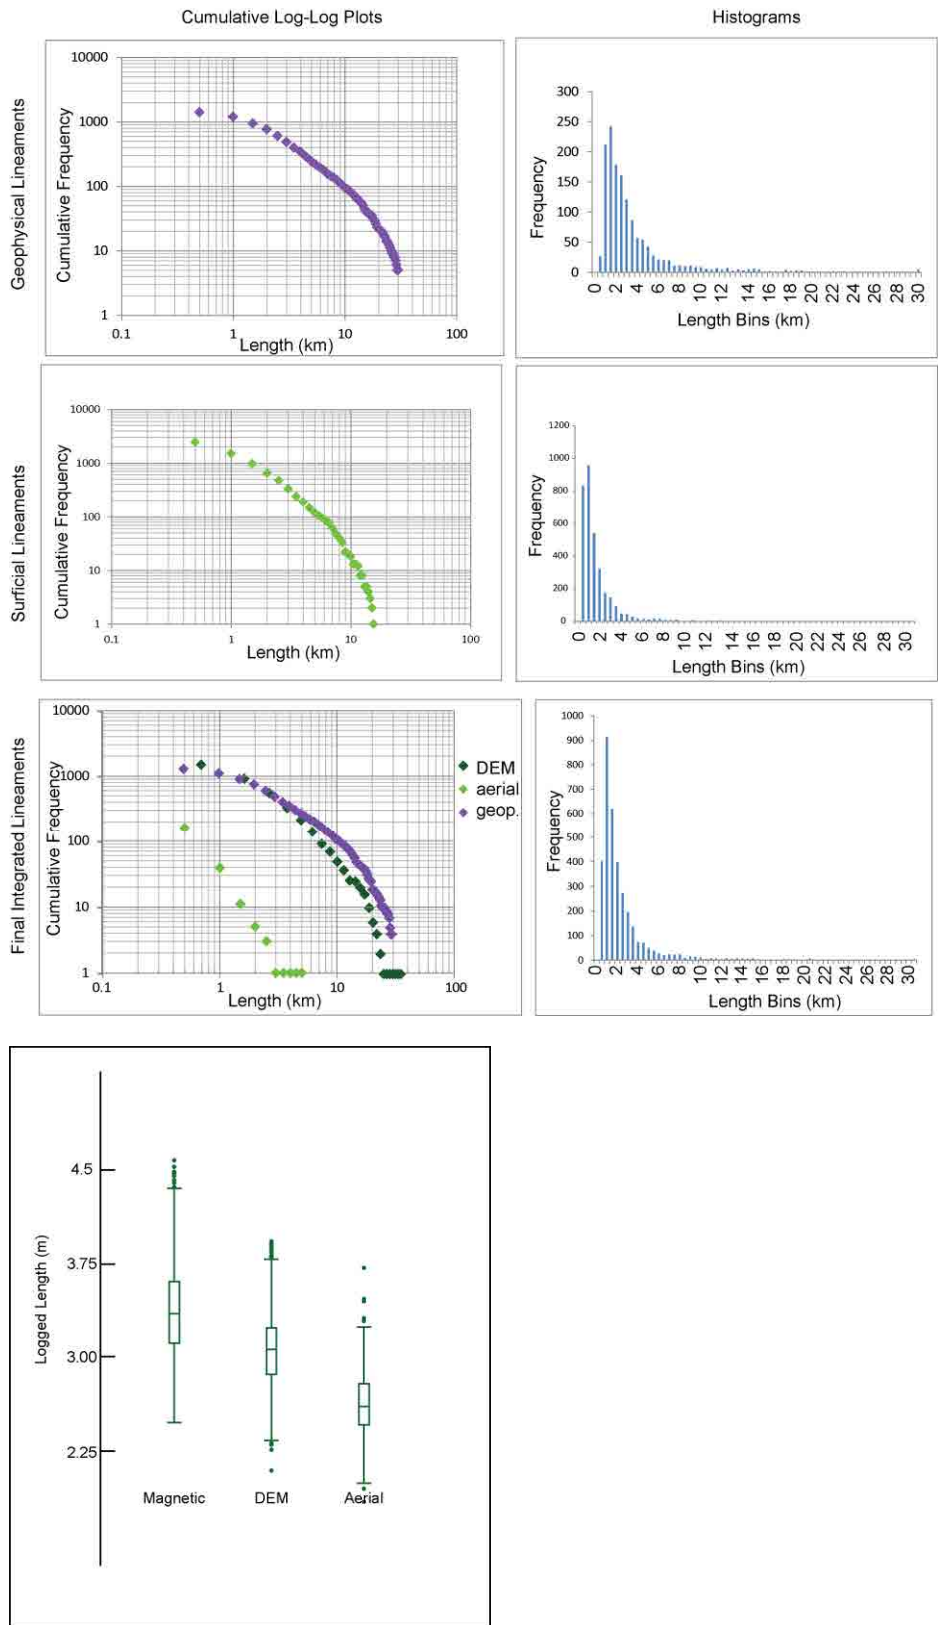 Cumulative Log-Log Plots
Histograms
Geophysical Lineaments
Cumulative Frequency
10000
1000
100
10
1
0.1
1
10
100
Length (km)
Frequency
300
250
200
150
100
50
0
0 2 4 6 8 10 12 14 16 18 20 22 24 26 28 30
Length Bins (km)
Surficial Lineaments
Cumulative Frequency
10000
1000
100
10
1
0.1
1
10
100
Length (km)
Frequency
1200
1000
800
600
400
200
0
0 2 4 6 8 10 12 14 16 18 20 22 24 26 28 30
Length Bins (km)
Final Integrated Lineaments
Cumulative Frequency
10000
1000
100
10
1
0.1
1
10
100
Length (km)
DEM
aerial
geop.
Frequency
1000
900
800
700
600
500
400
300
200
100
0
0 2 4 6 8 10 12 14 16 18 20 22 24 26 28 30
Length Bins (km)
Logged Length (m)
4.5
3.75
3.00
2.25
Magnetic
DEM
Aerial